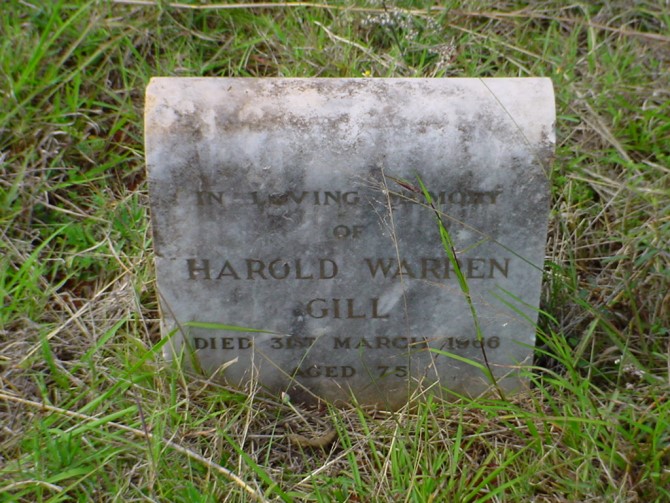 IN LOVING MEMORY
OF
HAROLD WARREN
GILL
DIED 31ST MARCH 1966
AGED 75